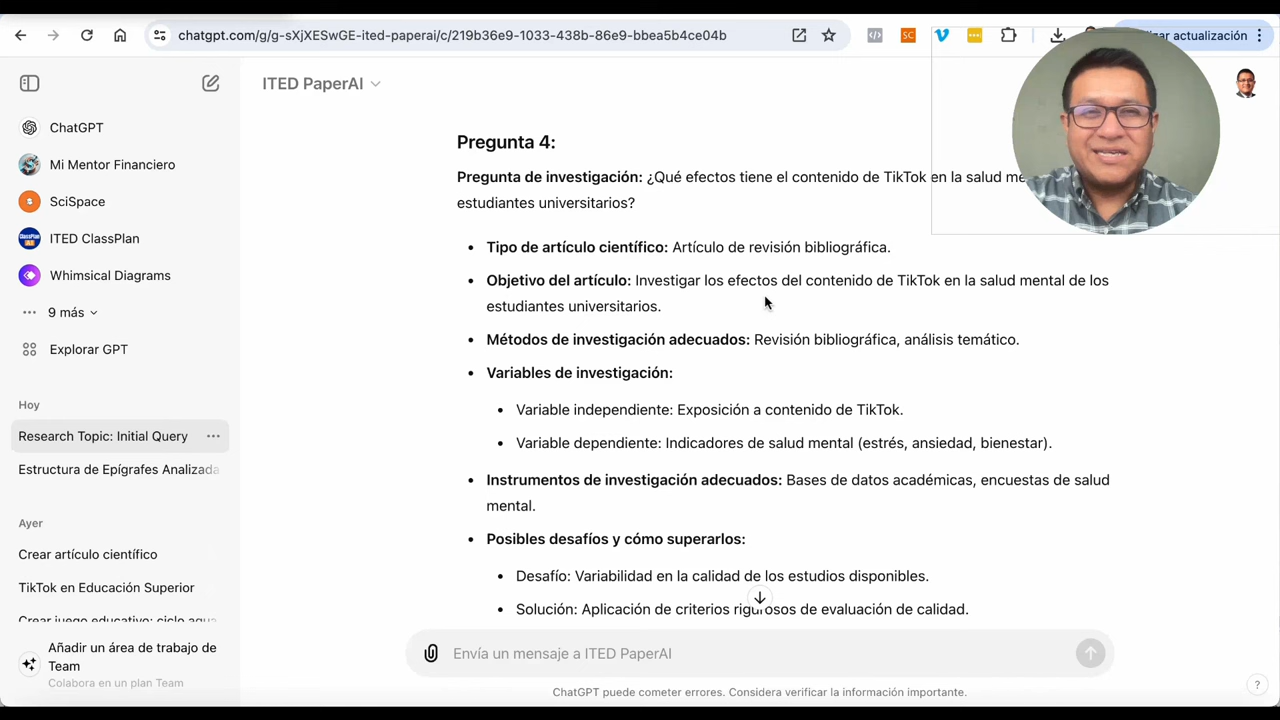 chatgpt.com/g/g-sXjXESwGE-ited-paperai/c/219b36e9-1033-438b-86e9-bbea5b4ce04b
SC
izar actualización
ITED PaperAI
ChatGPT
Mi Mentor Financiero
SciSpace
ITED ClassPlan
Whimsical Diagrams
9 más
Explorar GPT
Hoy
Research Topic: Initial Query
Estructura de Epígrafes Analizada
Ayer
Crear artículo científico
TikTok en Educación Superior
Crear juego educativo: ciclo agua
Añadir un área de trabajo de
Team
Colabora en un plan Team
Pregunta 4:
Pregunta de investigación: ¿Qué efectos tiene el contenido de TikTok en la salud me
estudiantes universitarios?
• Tipo de artículo científico: Artículo de revisión bibliográfica.
• Objetivo del artículo: Investigar los efectos del contenido de TikTok en la salud mental de los
estudiantes universitarios.
• Métodos de investigación adecuados: Revisión bibliográfica, análisis temático.
• Variables de investigación:
• Variable independiente: Exposición a contenido de TikTok.
• Variable dependiente: Indicadores de salud mental (estrés, ansiedad, bienestar).
• Instrumentos de investigación adecuados: Bases de datos académicas, encuestas de salud
mental.
• Posibles desafíos y cómo superarlos:
• Desafío: Variabilidad en la calidad de los estudios disponibles.
• Solución: Aplicación de criterios rigurosos de evaluación de calidad.
Envía un mensaje a ITED PaperAI
ChatGPT puede cometer errores. Considera verificar la información importante.
?